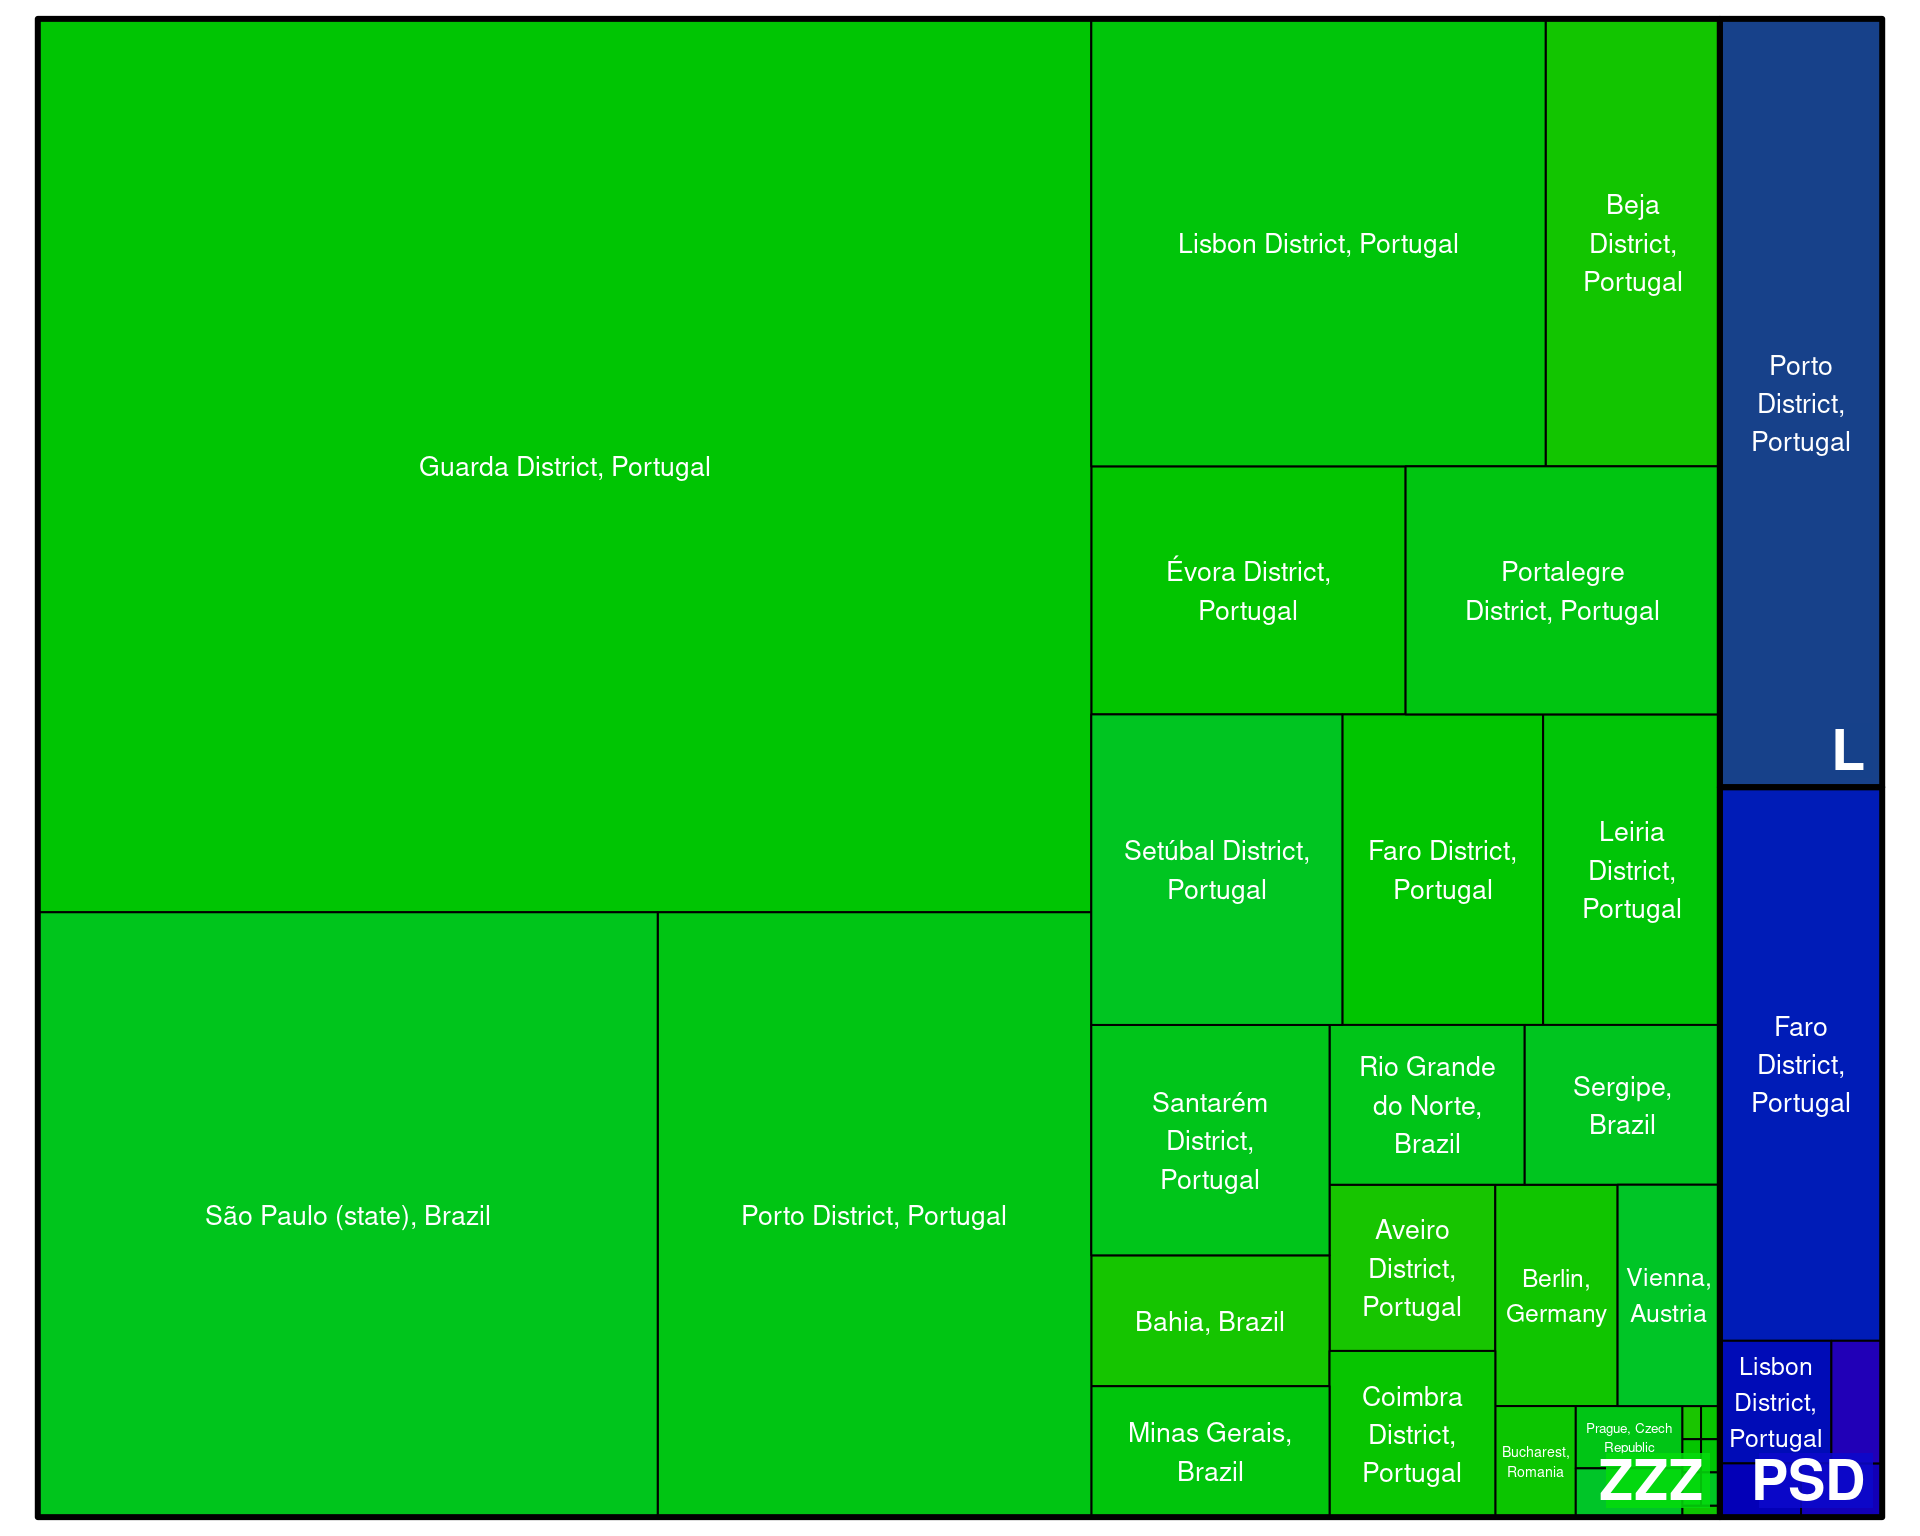 Guarda District, Portugal
São Paulo (state), Brazil
Porto District, Portugal
Lisbon District, Portugal
Beja
District,
Portugal
Évora District,
Portugal
Portalegre
District, Portugal
Setúbal District,
Portugal
Faro District,
Portugal
Leiria
District,
Portugal
Santarém
District,
Portugal
Rio Grande
do Norte,
Brazil
Sergipe,
Brazil
Bahia, Brazil
Minas Gerais,
Brazil
Aveiro
District,
Portugal
Coimbra
District,
Portugal
Berlin,
Germany
Vienna,
Austria
Bucharest,
Romania
Prague, Czech
Republic
ZZZ
Porto
District,
Portugal
L
Faro
District,
Portugal
Lisbon
District,
Portugal
PSD